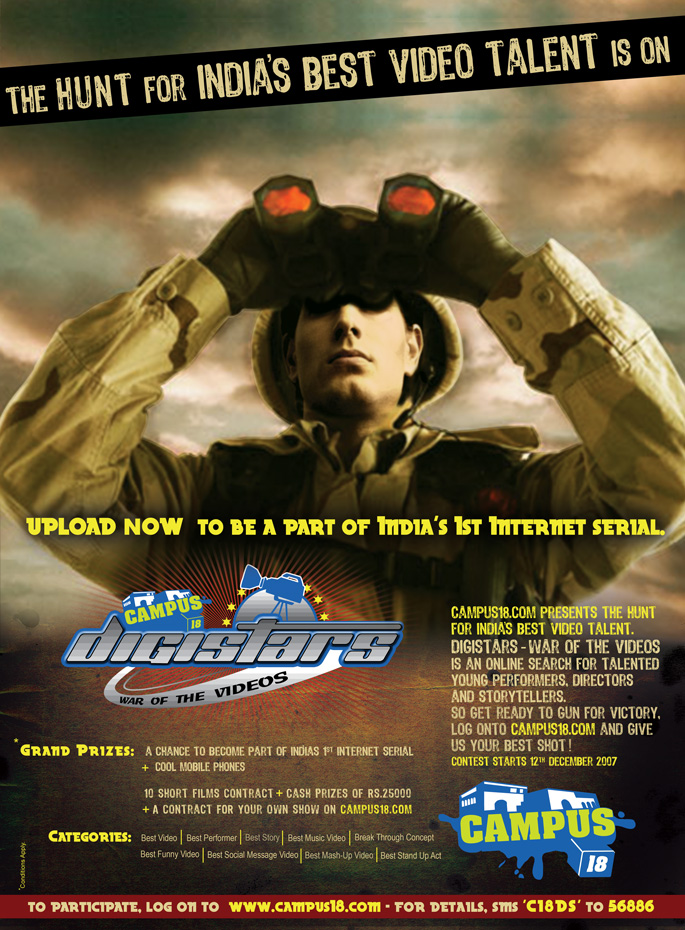 THE HUNT FOR INDIA'S BEST VIDEO TALENT IS ON
UPLOAD NOW TO BE A PART OF INDIA'S 1ST INTERNET SERIAL.
CAMPUS
18
digistars
WAR OF THE VIDEOS
CAMPUS18.COM PRESENTS THE HUNT
FOR INDIA'S BEST VIDEO TALENT.
DIGISTARS - WAR OF THE VIDEOS
IS AN ONLINE SEARCH FOR TALENTED
YOUNG PERFORMERS, DIRECTORS
AND STORYTELLERS.
SO GET READY TO GUN FOR VICTORY,
LOG ONTO CAMPUS18.COM AND GIVE
US YOUR BEST SHOT!
CONTEST STARTS 12TH DECEMBER 2007
*GRAND PRIZES: A CHANCE TO BECOME PART OF INDIAS 1ST INTERNET SERIAL
+ COOL MOBILE PHONES
10 SHORT FILMS CONTRACT + CASH PRIZES OF RS.25000
+ A CONTRACT FOR YOUR OWN SHOW ON CAMPUS18.COM
CATEGORIES: Best Video | Best Performer | Best Story | Best Music Video | Break Through Concept
Best Funny Video | Best Social Message Video | Best Mash-Up Video | Best Stand Up Act
CAMPUS
18
*Conditions Apply.
TO PARTICIPATE, LOG ON TO WWW.CAMPUS18.COM - FOR DETAILS, SMS 'C18DS' TO 56886